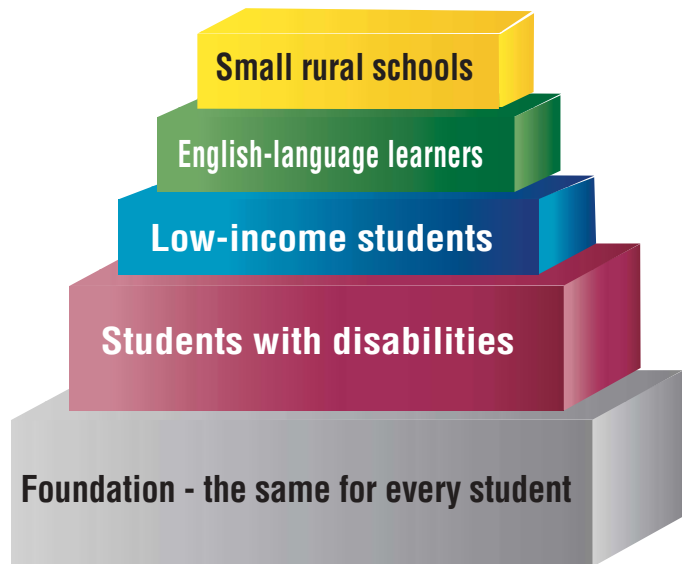 Small rural schools
English-language learners
Low-income students
Students with disabilities
Foundation - the same for every student